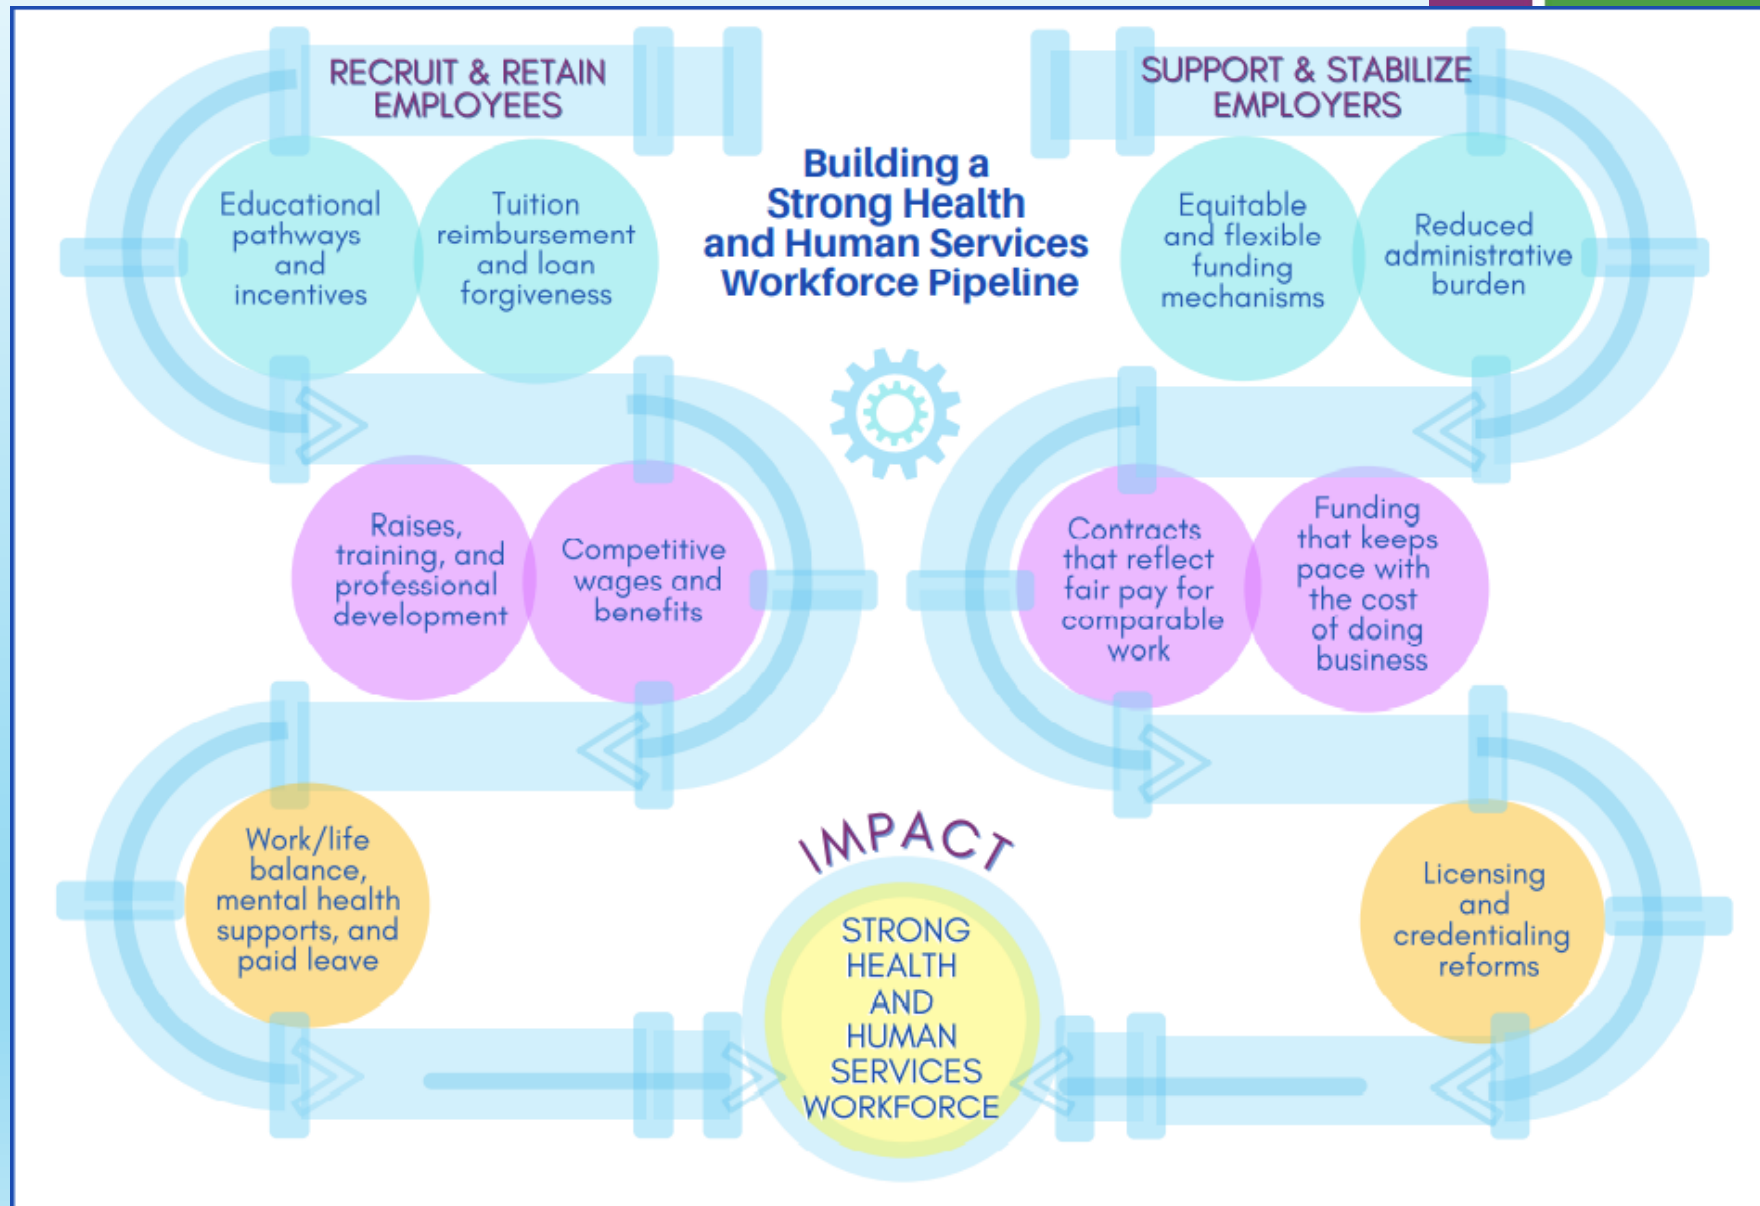 RECRUIT & RETAIN
EMPLOYEES
SUPPORT & STABILIZE
EMPLOYERS
Building a
Strong Health
and Human Services
Workforce Pipeline
Educational
pathways
and
incentives
Tuition
reimbursement
and loan
forgiveness
Equitable
and flexible
funding
mechanisms
Reduced
administrative
burden
Raises,
training, and
professional
development
Competitive
wages and
benefits
Contracts
that reflect
fair pay for
comparable
work
Funding
that keeps
pace with
the cost
of doing
business
Work/life
balance,
mental health
supports, and
paid leave
Licensing
and
credentialing
reforms
IMPACT
STRONG
HEALTH
AND
HUMAN
SERVICES
WORKFORCE